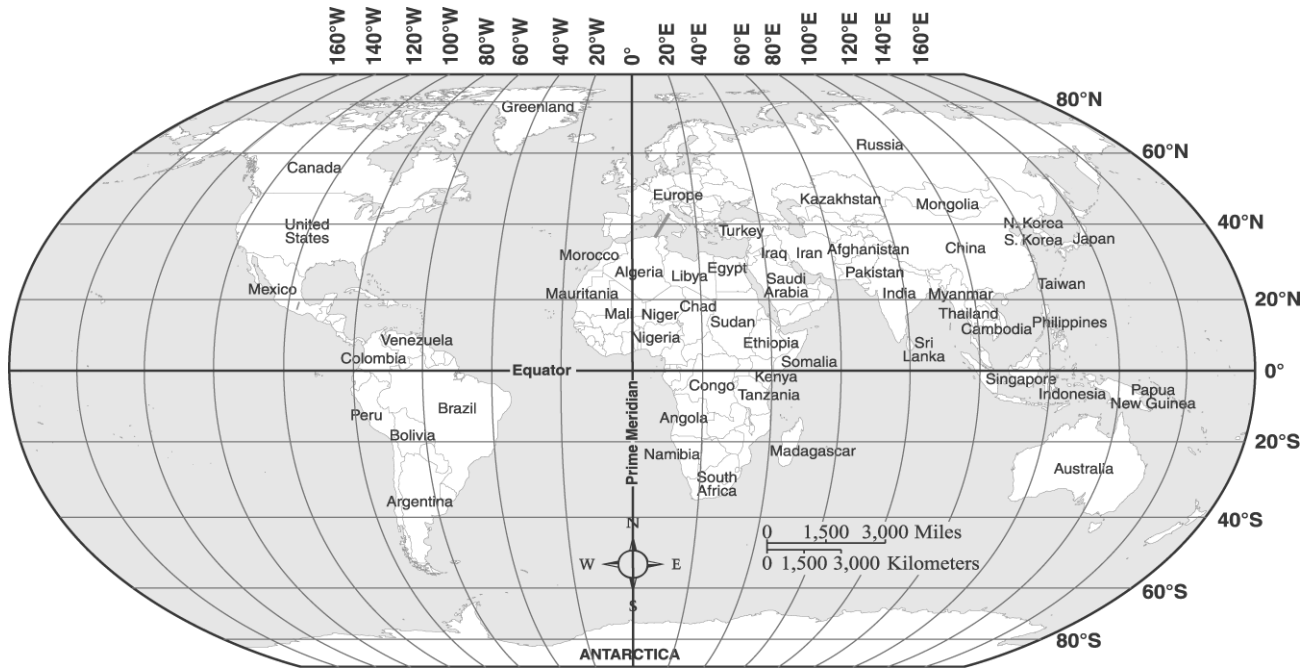 160°W 140°W 120°W 100°W 80°W 60°W 40°W 20°W 0° 20°E 40°E 60°E 80°E 100°E 120°E 140°E 160°E
80°N
Greenland
60°N
Russia
Canada
Europe
Kazakhstan
Mongolia
40°N
United
States
Turkey
N. Korea
S. Korea
Japan
China
Morocco
Iraq
Iran
Afghanistan
Algeria
Libya
Egypt
Pakistan
Saudi
Arabia
Taiwan
Mexico
Mauritania
India
Myanmar
20°N
Mali
Niger
Chad
Sudan
Thailand
Cambodia
Philippines
Venezuela
Nigeria
Ethiopia
Sri
Lanka
Colombia
Somalia
Equator
0°
Kenya
Singapore
Congo
Tanzania
Indonesia
Papua
New Guinea
Peru
Brazil
Angola
Prime Meridian
Bolivia
20°S
Namibia
Madagascar
Australia
South
Africa
Argentina
40°S
N
W
E
S
0 1,500 3,000 Miles
0 1,500 3,000 Kilometers
60°S
80°S
ANTARCTICA